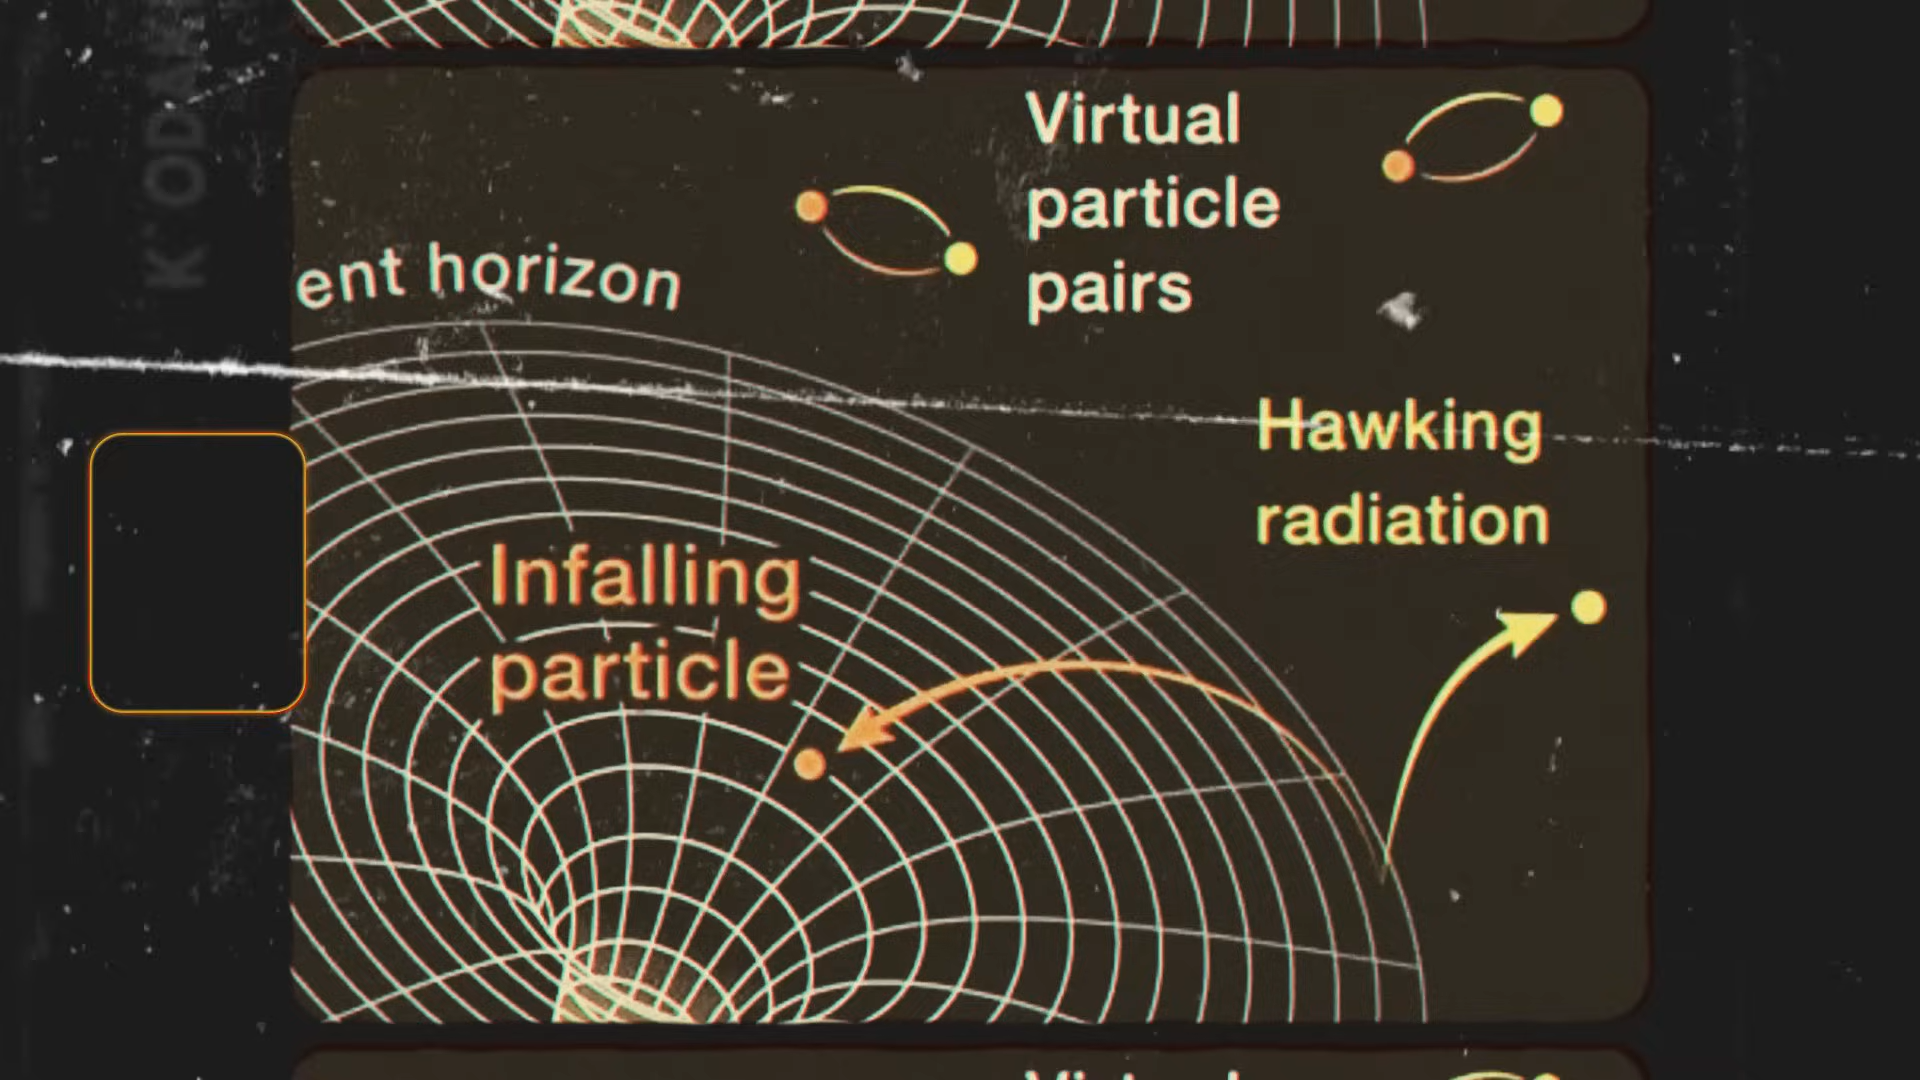 Virtual
particle
pairs
ent horizon
Hawking
radiation
Infalling
particle